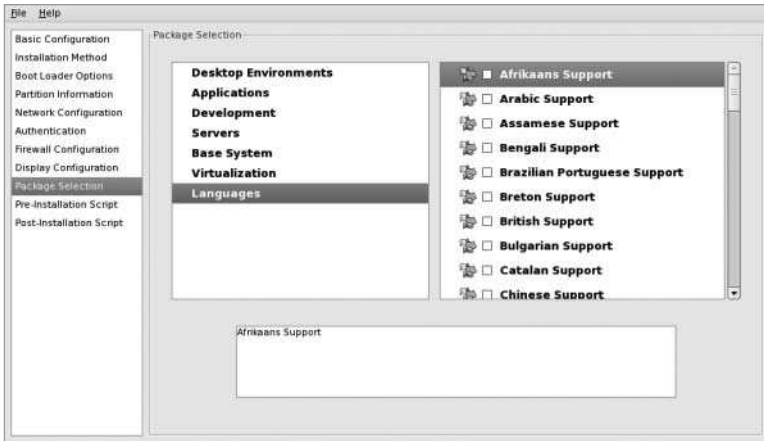 File Help
Basic Configuration
Installation Method
Boot Loader Options
Partition Information
Network Configuration
Authentication
Firewall Configuration
Display Configuration
Package Selection
Pre-Installation Script
Post-Installation Script
Package Selection
Desktop Environments
Applications
Development
Servers
Base System
Virtualization
Languages
Afrikaans Support
Arabic Support
Assamese Support
Bengali Support
Brazilian Portuguese Support
Breton Support
British Support
Bulgarian Support
Catalan Support
Chinese Support
Afrikaans Support